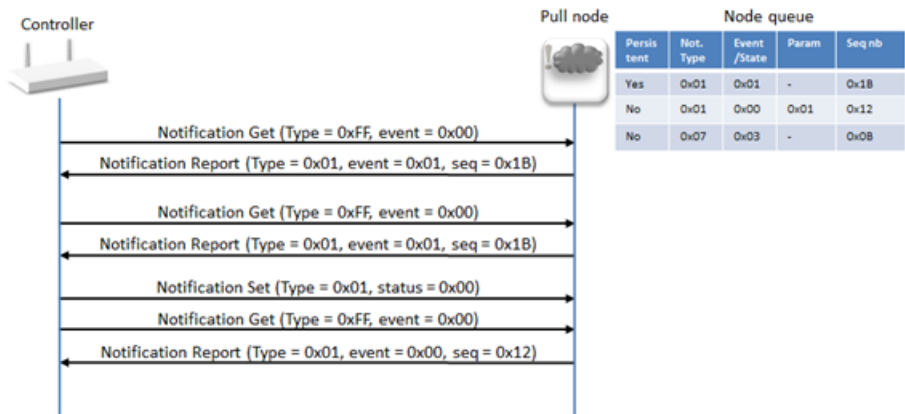 Controller
Pull node
Node queue
Persis tent Not. Type Event /State Param Seq nb
Yes 0x01 0x01 - 0x1B
No 0x01 0x00 0x01 0x12
No 0x07 0x03 - 0x0B
Notification Get (Type = 0xFF, event = 0x00)
Notification Report (Type = 0x01, event = 0x01, seq = 0x1B)
Notification Get (Type = 0xFF, event = 0x00)
Notification Report (Type = 0x01, event = 0x01, seq = 0x1B)
Notification Set (Type = 0x01, status = 0x00)
Notification Get (Type = 0xFF, event = 0x00)
Notification Report (Type = 0x01, event = 0x00, seq = 0x12)